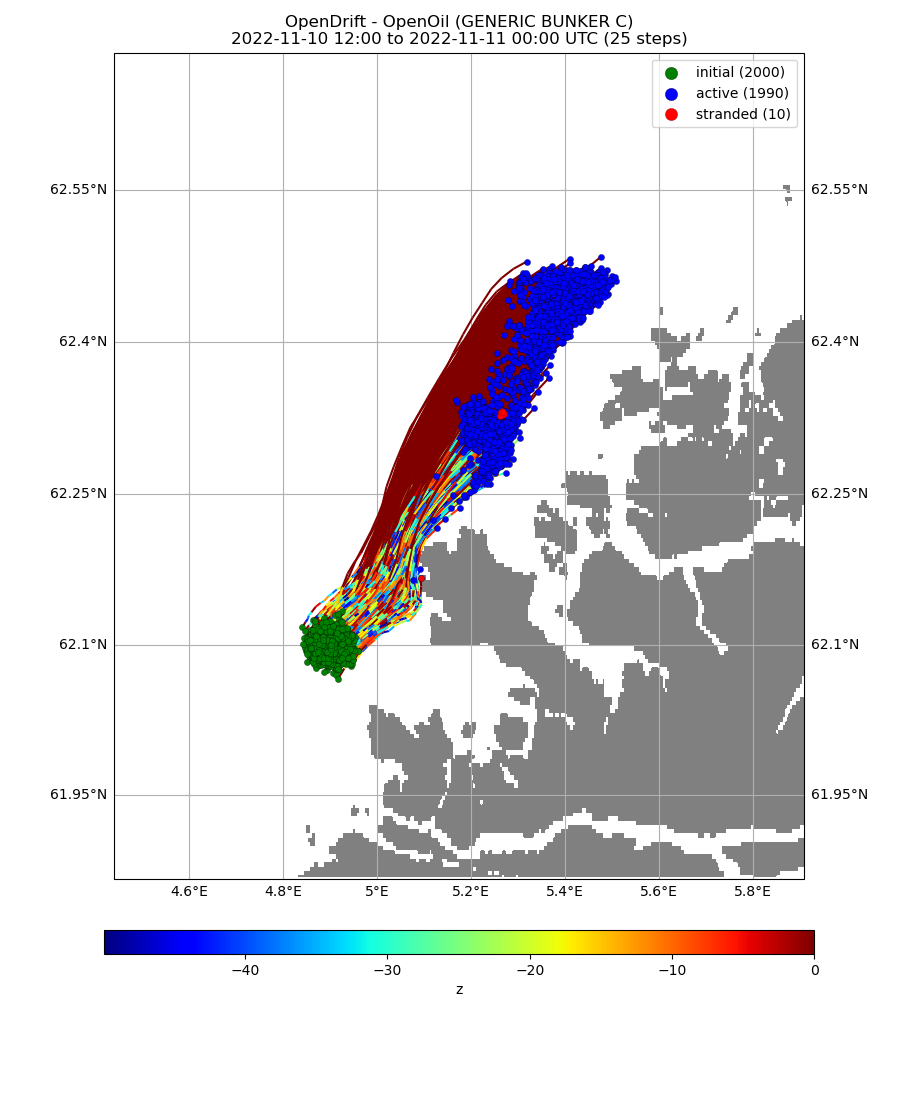 OpenDrift - OpenOil (GENERIC BUNKER C)
2022-11-10 12:00 to 2022-11-11 00:00 UTC (25 steps)
initial (2000)
active (1990)
stranded (10)
62.55°N 62.55°N
62.4°N 62.4°N
62.25°N 62.25°N
62.1°N 62.1°N
61.95°N 61.95°N
4.6°E 4.8°E 5°E 5.2°E 5.4°E 5.6°E 5.8°E
−40 −30 −20 −10 0
z